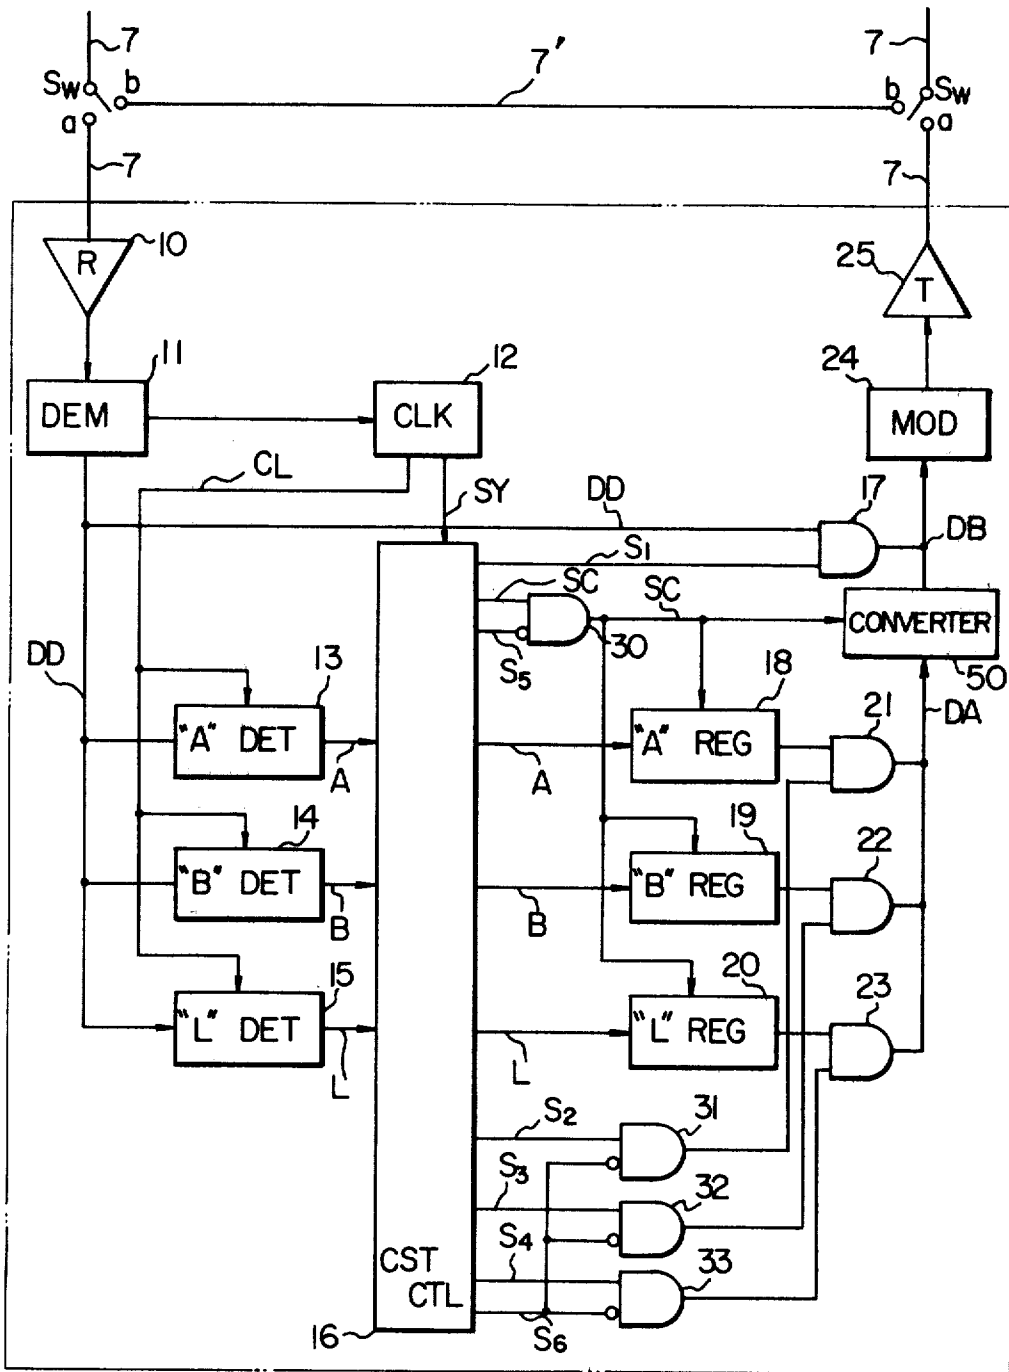 7 7' 7
Sw b b Sw
a a
7 7
R 10 25 T
11 12 24
DEM CLK MOD
CL SY DD 17 DB
S1
SC SC CONVERTER
30 50
S5
DD 13 18 DA 21
"A" DET "A" REG
A A
14 19 22
"B" DET "B" REG
B B
15 20 23
"L" DET "L" REG
L L
S2 31
S3 32
S4 33
CST
CTL
16 S6